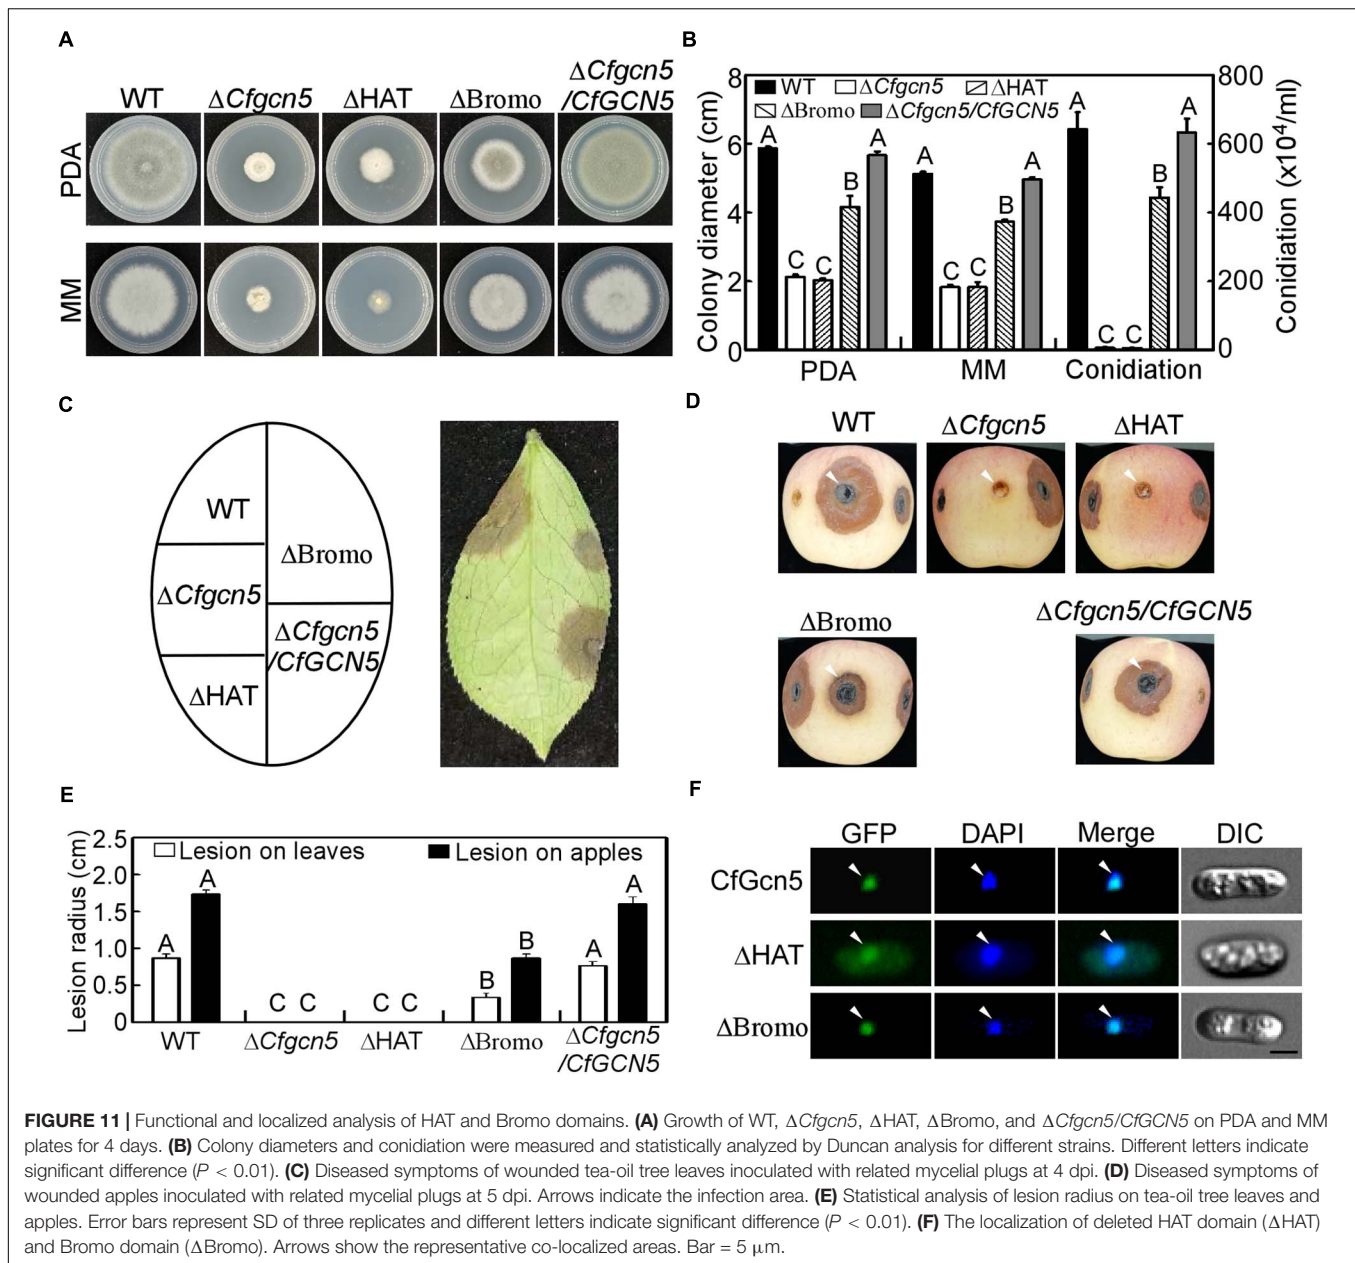 A
WT ΔCfgcn5 ΔHAT ΔBromo ΔCfgcn5
/CfGCN5
PDA
MM
B
WT ΔCfgcn5 ΔHAT
ΔBromo ΔCfgcn5/CfGCN5
Colony diameter (cm)
8
6
4
2
0
Conidiation (x10⁴/ml)
800
600
400
200
0
A C C B A
A C C B A
A C C B A
PDA MM Conidiation
C
WT
ΔCfgcn5
ΔHAT
ΔBromo
ΔCfgcn5
/CfGCN5
D
WT ΔCfgcn5 ΔHAT
ΔBromo ΔCfgcn5/CfGCN5
E
Lesion radius (cm)
2.5
2.0
1.5
1.0
0.5
0
Lesion on leaves Lesion on apples
A A C C C C B B A A
WT ΔCfgcn5 ΔHAT ΔBromo ΔCfgcn5
/CfGCN5
F
GFP DAPI Merge DIC
CfGcn5
ΔHAT
ΔBromo
FIGURE 11 | Functional and localized analysis of HAT and Bromo domains. (A) Growth of WT, ΔCfgcn5, ΔHAT, ΔBromo, and ΔCfgcn5/CfGCN5 on PDA and MM
plates for 4 days. (B) Colony diameters and conidiation were measured and statistically analyzed by Duncan analysis for different strains. Different letters indicate
significant difference (P < 0.01). (C) Diseased symptoms of wounded tea-oil tree leaves inoculated with related mycelial plugs at 4 dpi. (D) Diseased symptoms of
wounded apples inoculated with related mycelial plugs at 5 dpi. Arrows indicate the infection area. (E) Statistical analysis of lesion radius on tea-oil tree leaves and
apples. Error bars represent SD of three replicates and different letters indicate significant difference (P < 0.01). (F) The localization of deleted HAT domain (ΔHAT)
and Bromo domain (ΔBromo). Arrows show the representative co-localized areas. Bar = 5 μm.